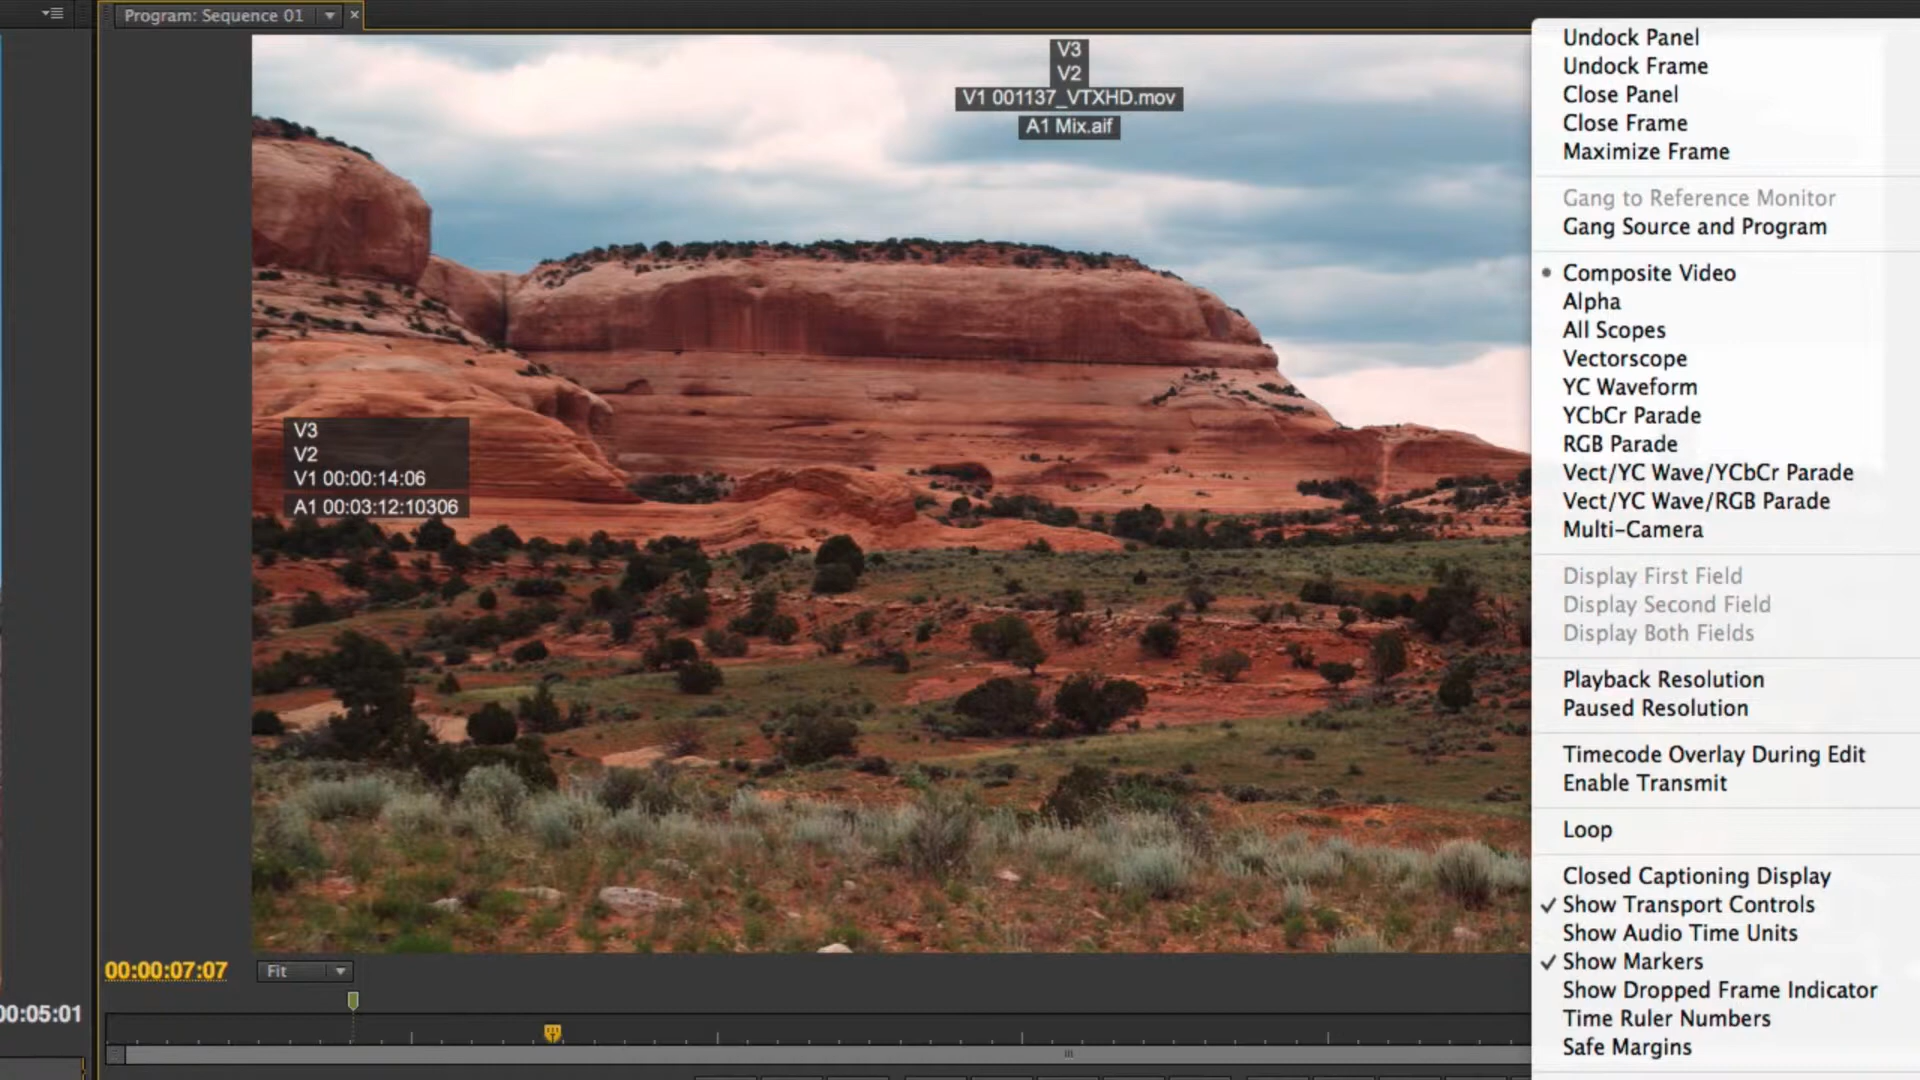 Program: Sequence 01
V3
V2
V1 001137_VTXHD.mov
A1 Mix.aif
V3
V2
V1 00:00:14:06
A1 00:03:12:10306
00:00:07:07
Fit
00:05:01
Undock Panel
Undock Frame
Close Panel
Close Frame
Maximize Frame
Gang to Reference Monitor
Gang Source and Program
Composite Video
Alpha
All Scopes
Vectorscope
YC Waveform
YCbCr Parade
RGB Parade
Vect/YC Wave/YCbCr Parade
Vect/YC Wave/RGB Parade
Multi-Camera
Display First Field
Display Second Field
Display Both Fields
Playback Resolution
Paused Resolution
Timecode Overlay During Edit
Enable Transmit
Loop
Closed Captioning Display
Show Transport Controls
Show Audio Time Units
Show Markers
Show Dropped Frame Indicator
Time Ruler Numbers
Safe Margins